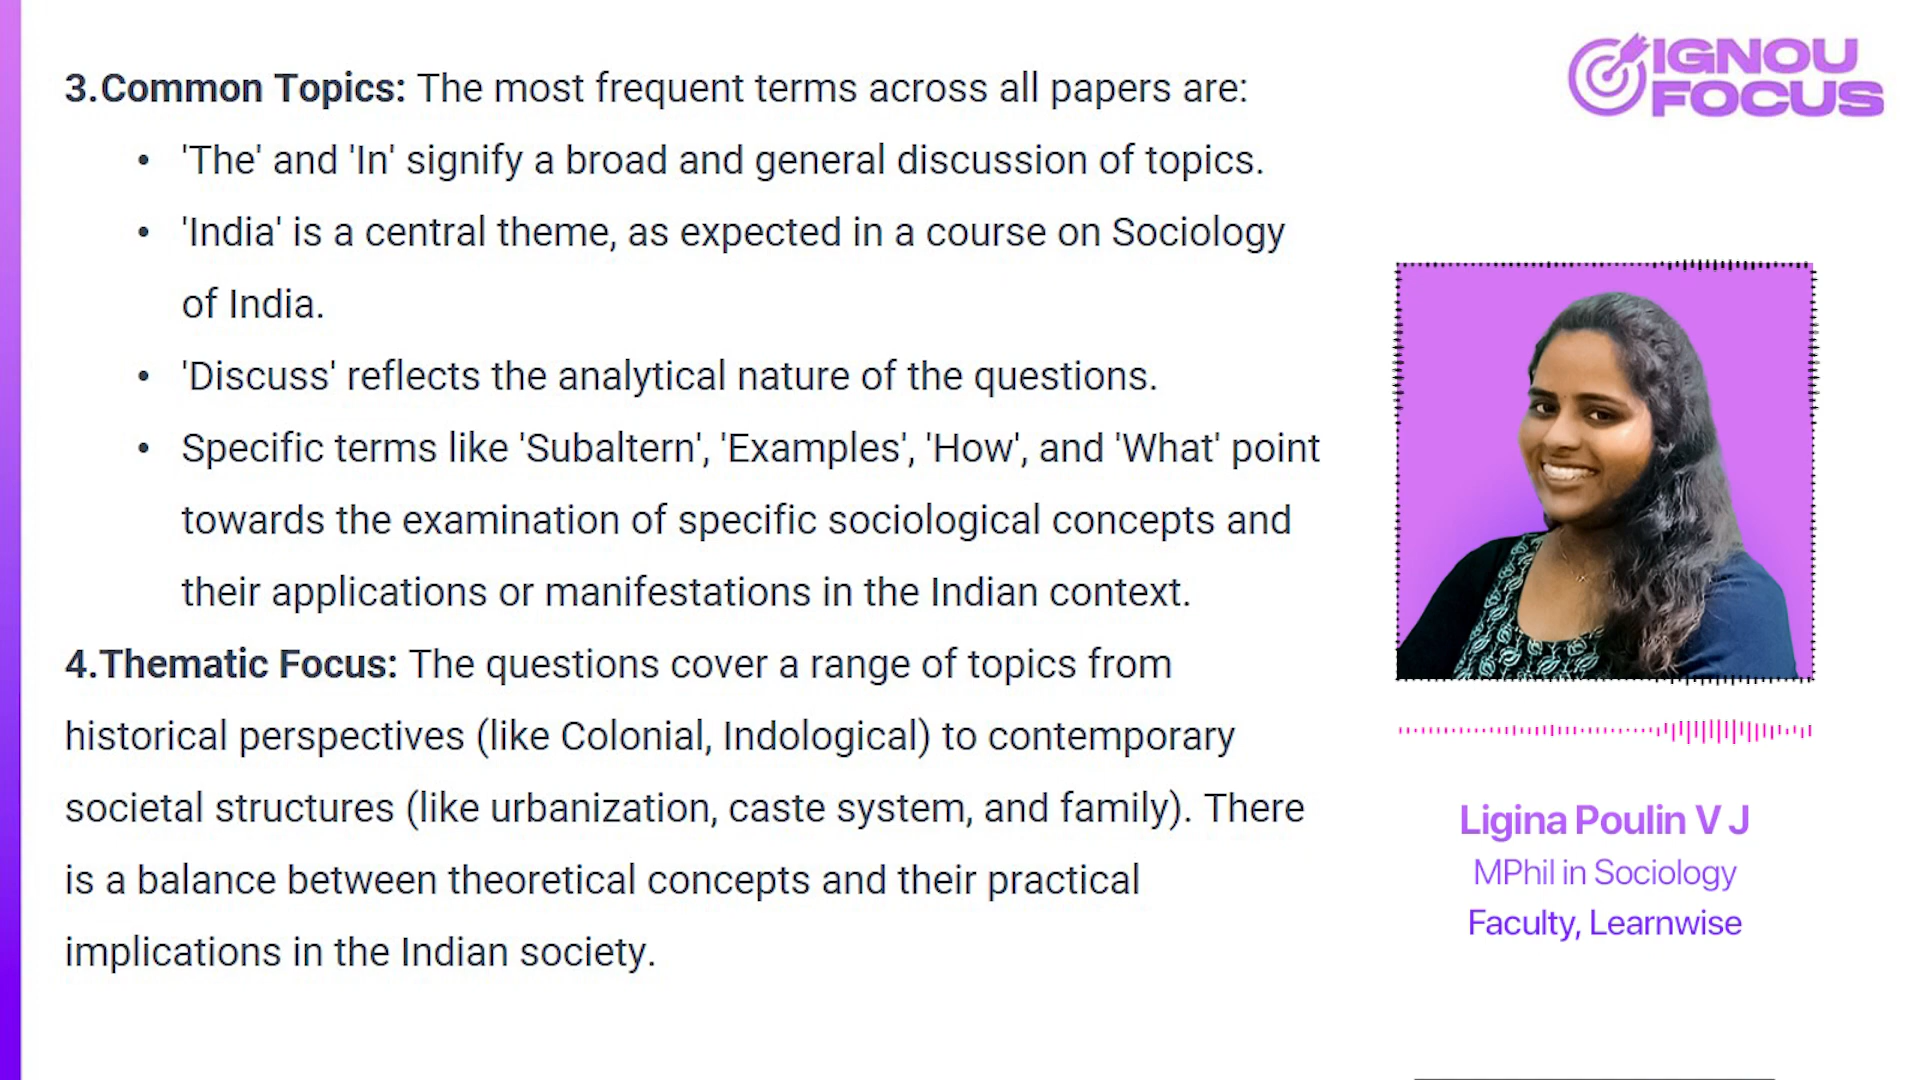 IGNOU
FOCUS
3.Common Topics: The most frequent terms across all papers are:
• 'The' and 'In' signify a broad and general discussion of topics.
• 'India' is a central theme, as expected in a course on Sociology
of India.
• 'Discuss' reflects the analytical nature of the questions.
• Specific terms like 'Subaltern', 'Examples', 'How', and 'What' point
towards the examination of specific sociological concepts and
their applications or manifestations in the Indian context.
4.Thematic Focus: The questions cover a range of topics from
historical perspectives (like Colonial, Indological) to contemporary
societal structures (like urbanization, caste system, and family). There
is a balance between theoretical concepts and their practical
implications in the Indian society.
Ligina Poulin V J
MPhil in Sociology
Faculty, Learnwise